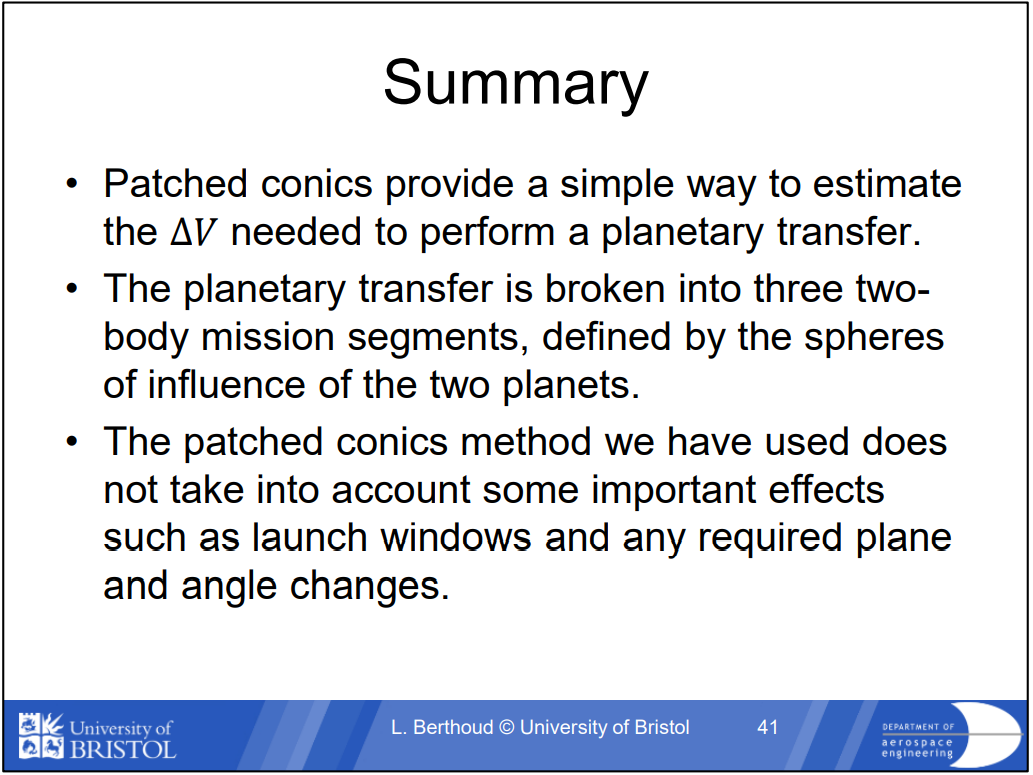 Summary
• Patched conics provide a simple way to estimate
the ΔV needed to perform a planetary transfer.
• The planetary transfer is broken into three two-
body mission segments, defined by the spheres
of influence of the two planets.
• The patched conics method we have used does
not take into account some important effects
such as launch windows and any required plane
and angle changes.
University of
BRISTOL
L. Berthoud © University of Bristol
41
DEPARTMENT OF
aerospace
engineering